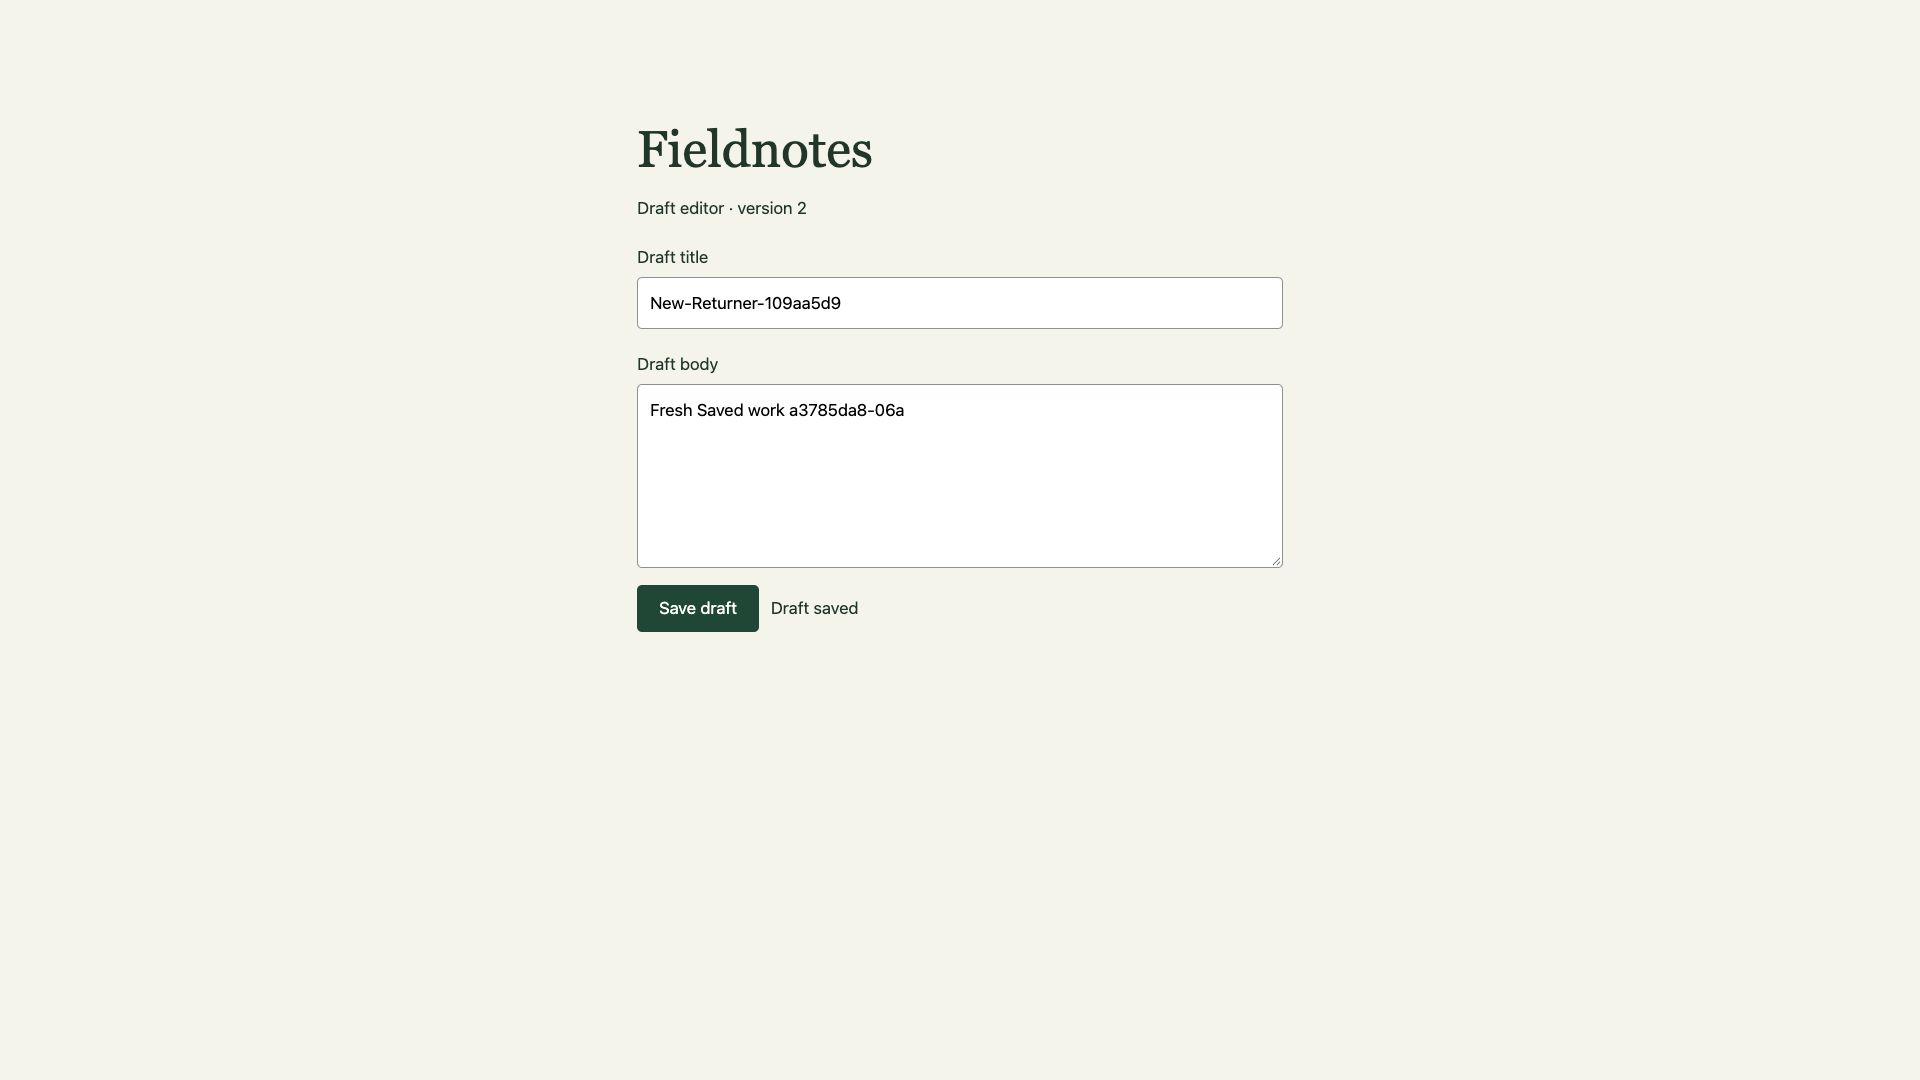 Fieldnotes
Draft editor · version 2
Draft title
New-Returner-109aa5d9
Draft body
Fresh Saved work a3785da8-06a
Save draft
Draft saved